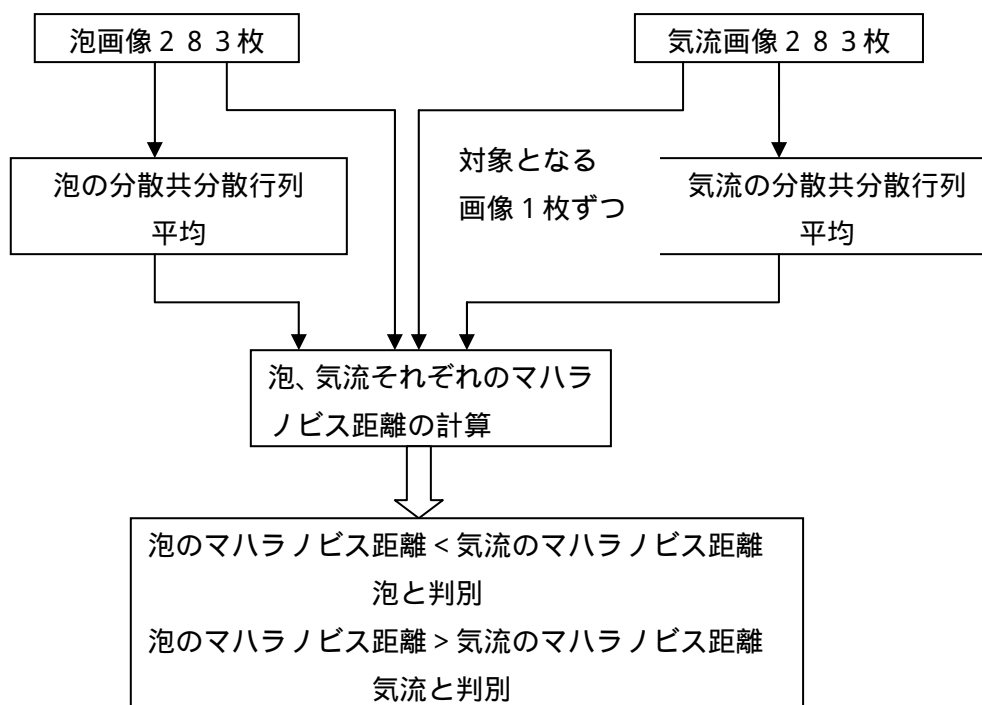 泡画像２８３枚
気流画像２８３枚
対象となる
画像１枚ずつ
泡の分散共分散行列
平均
気流の分散共分散行列
平均
泡、気流それぞれのマハラ
ノビス距離の計算
泡のマハラノビス距離＜気流のマハラノビス距離
泡と判別
泡のマハラノビス距離＞気流のマハラノビス距離
気流と判別